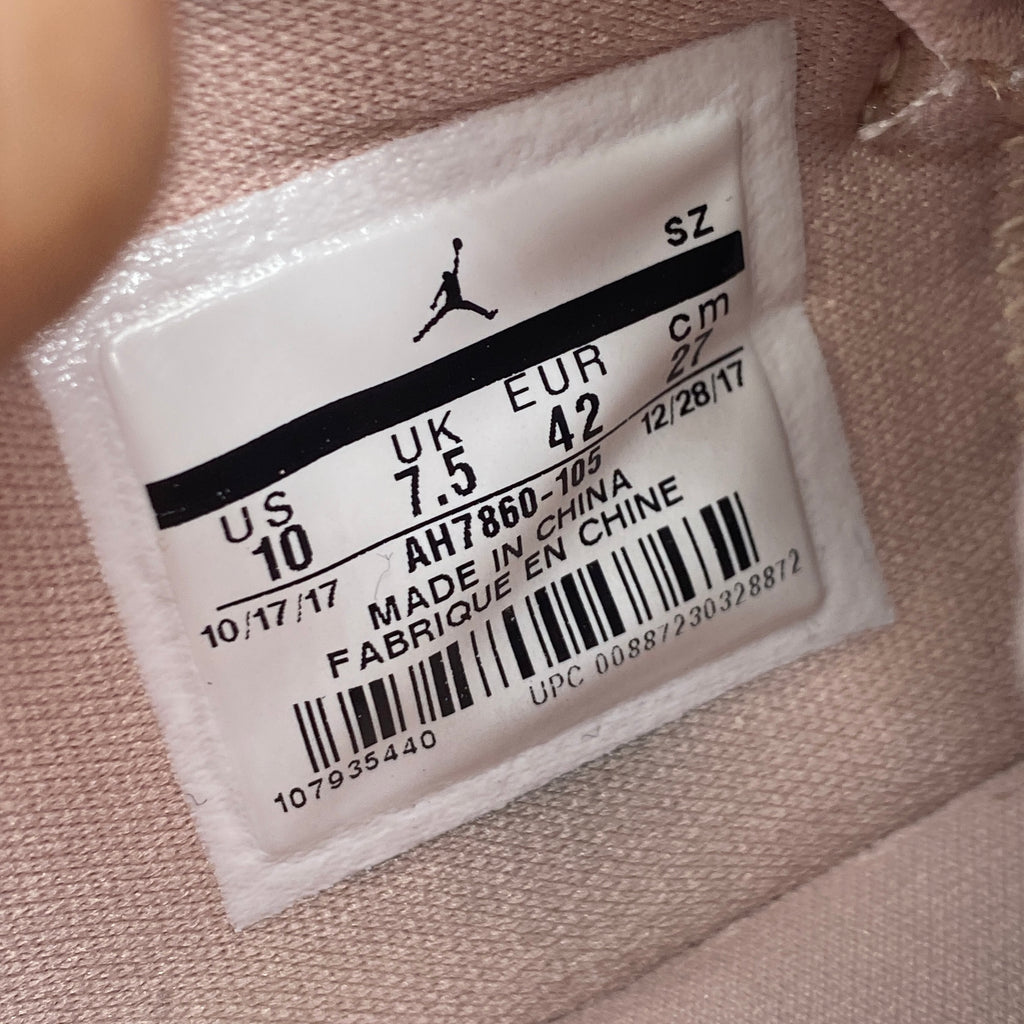 SZ
US UK EUR cm
10 7.5 42 27
10/17/17 AH7860-105 12/28/17
MADE IN CHINA
FABRIQUE EN CHINE
107935440 UPC 00887230328872